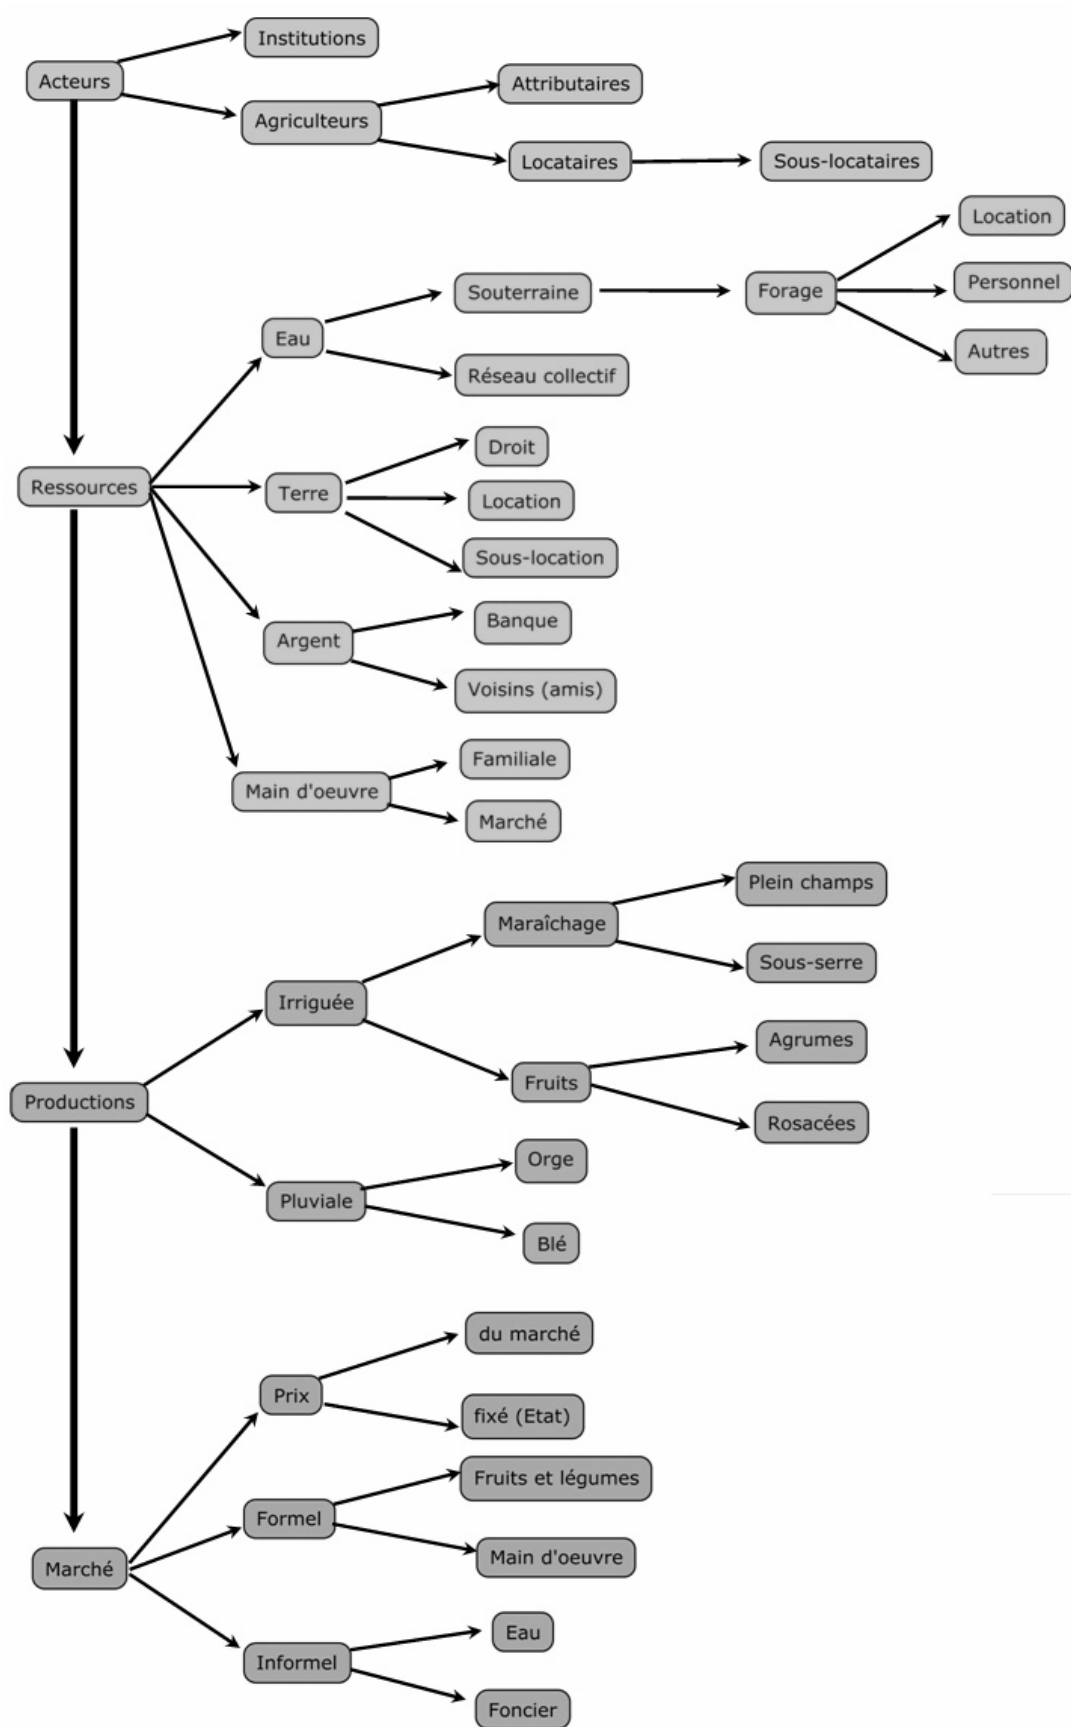 Institutions
Acteurs
Attributaires
Agriculteurs
Locataires
Sous-locataires
Location
Souterraine
Forage
Personnel
Eau
Réseau collectif
Autres
Droit
Ressources
Terre
Location
Sous-location
Banque
Argent
Voisins (amis)
Familiale
Main d'oeuvre
Marché
Plein champs
Maraîchage
Sous-serre
Irriguée
Agrumes
Fruits
Productions
Rosacées
Orge
Pluviale
Blé
du marché
Prix
fixé (Etat)
Fruits et légumes
Formel
Main d'oeuvre
Marché
Eau
Informel
Foncier